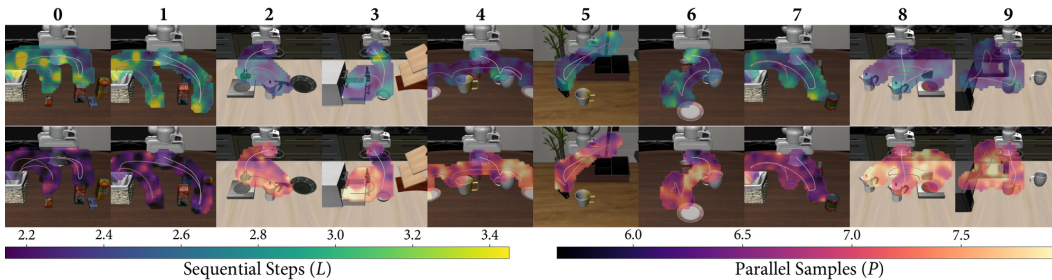 0 1 2 3 4 5 6 7 8 9
2.2 2.4 2.6 2.8 3.0 3.2 3.4
Sequential Steps (L)
6.0 6.5 7.0 7.5
Parallel Samples (P)